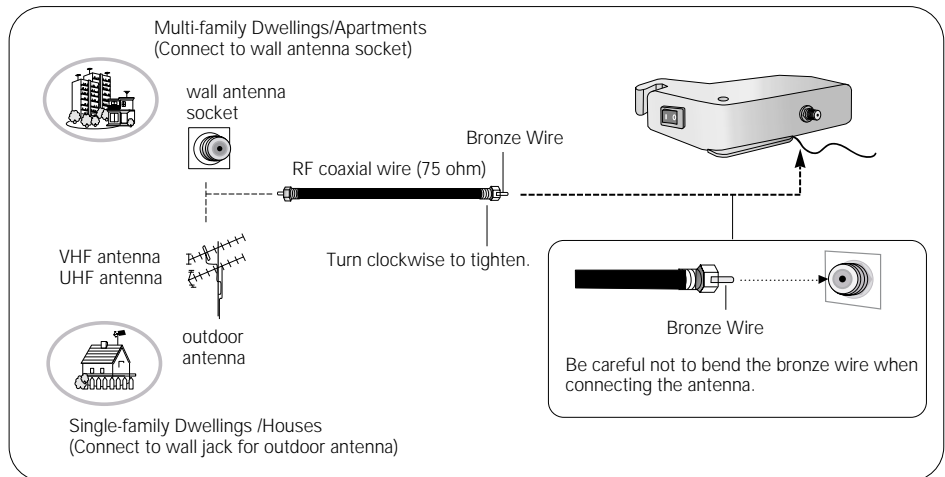 Multi-family Dwellings/Apartments
(Connect to wall antenna socket)
wall antenna
socket
Bronze Wire
RF coaxial wire (75 ohm)
I O
Turn clockwise to tighten.
VHF antenna
UHF antenna
outdoor
antenna
Bronze Wire
Be careful not to bend the bronze wire when
connecting the antenna.
Single-family Dwellings /Houses
(Connect to wall jack for outdoor antenna)